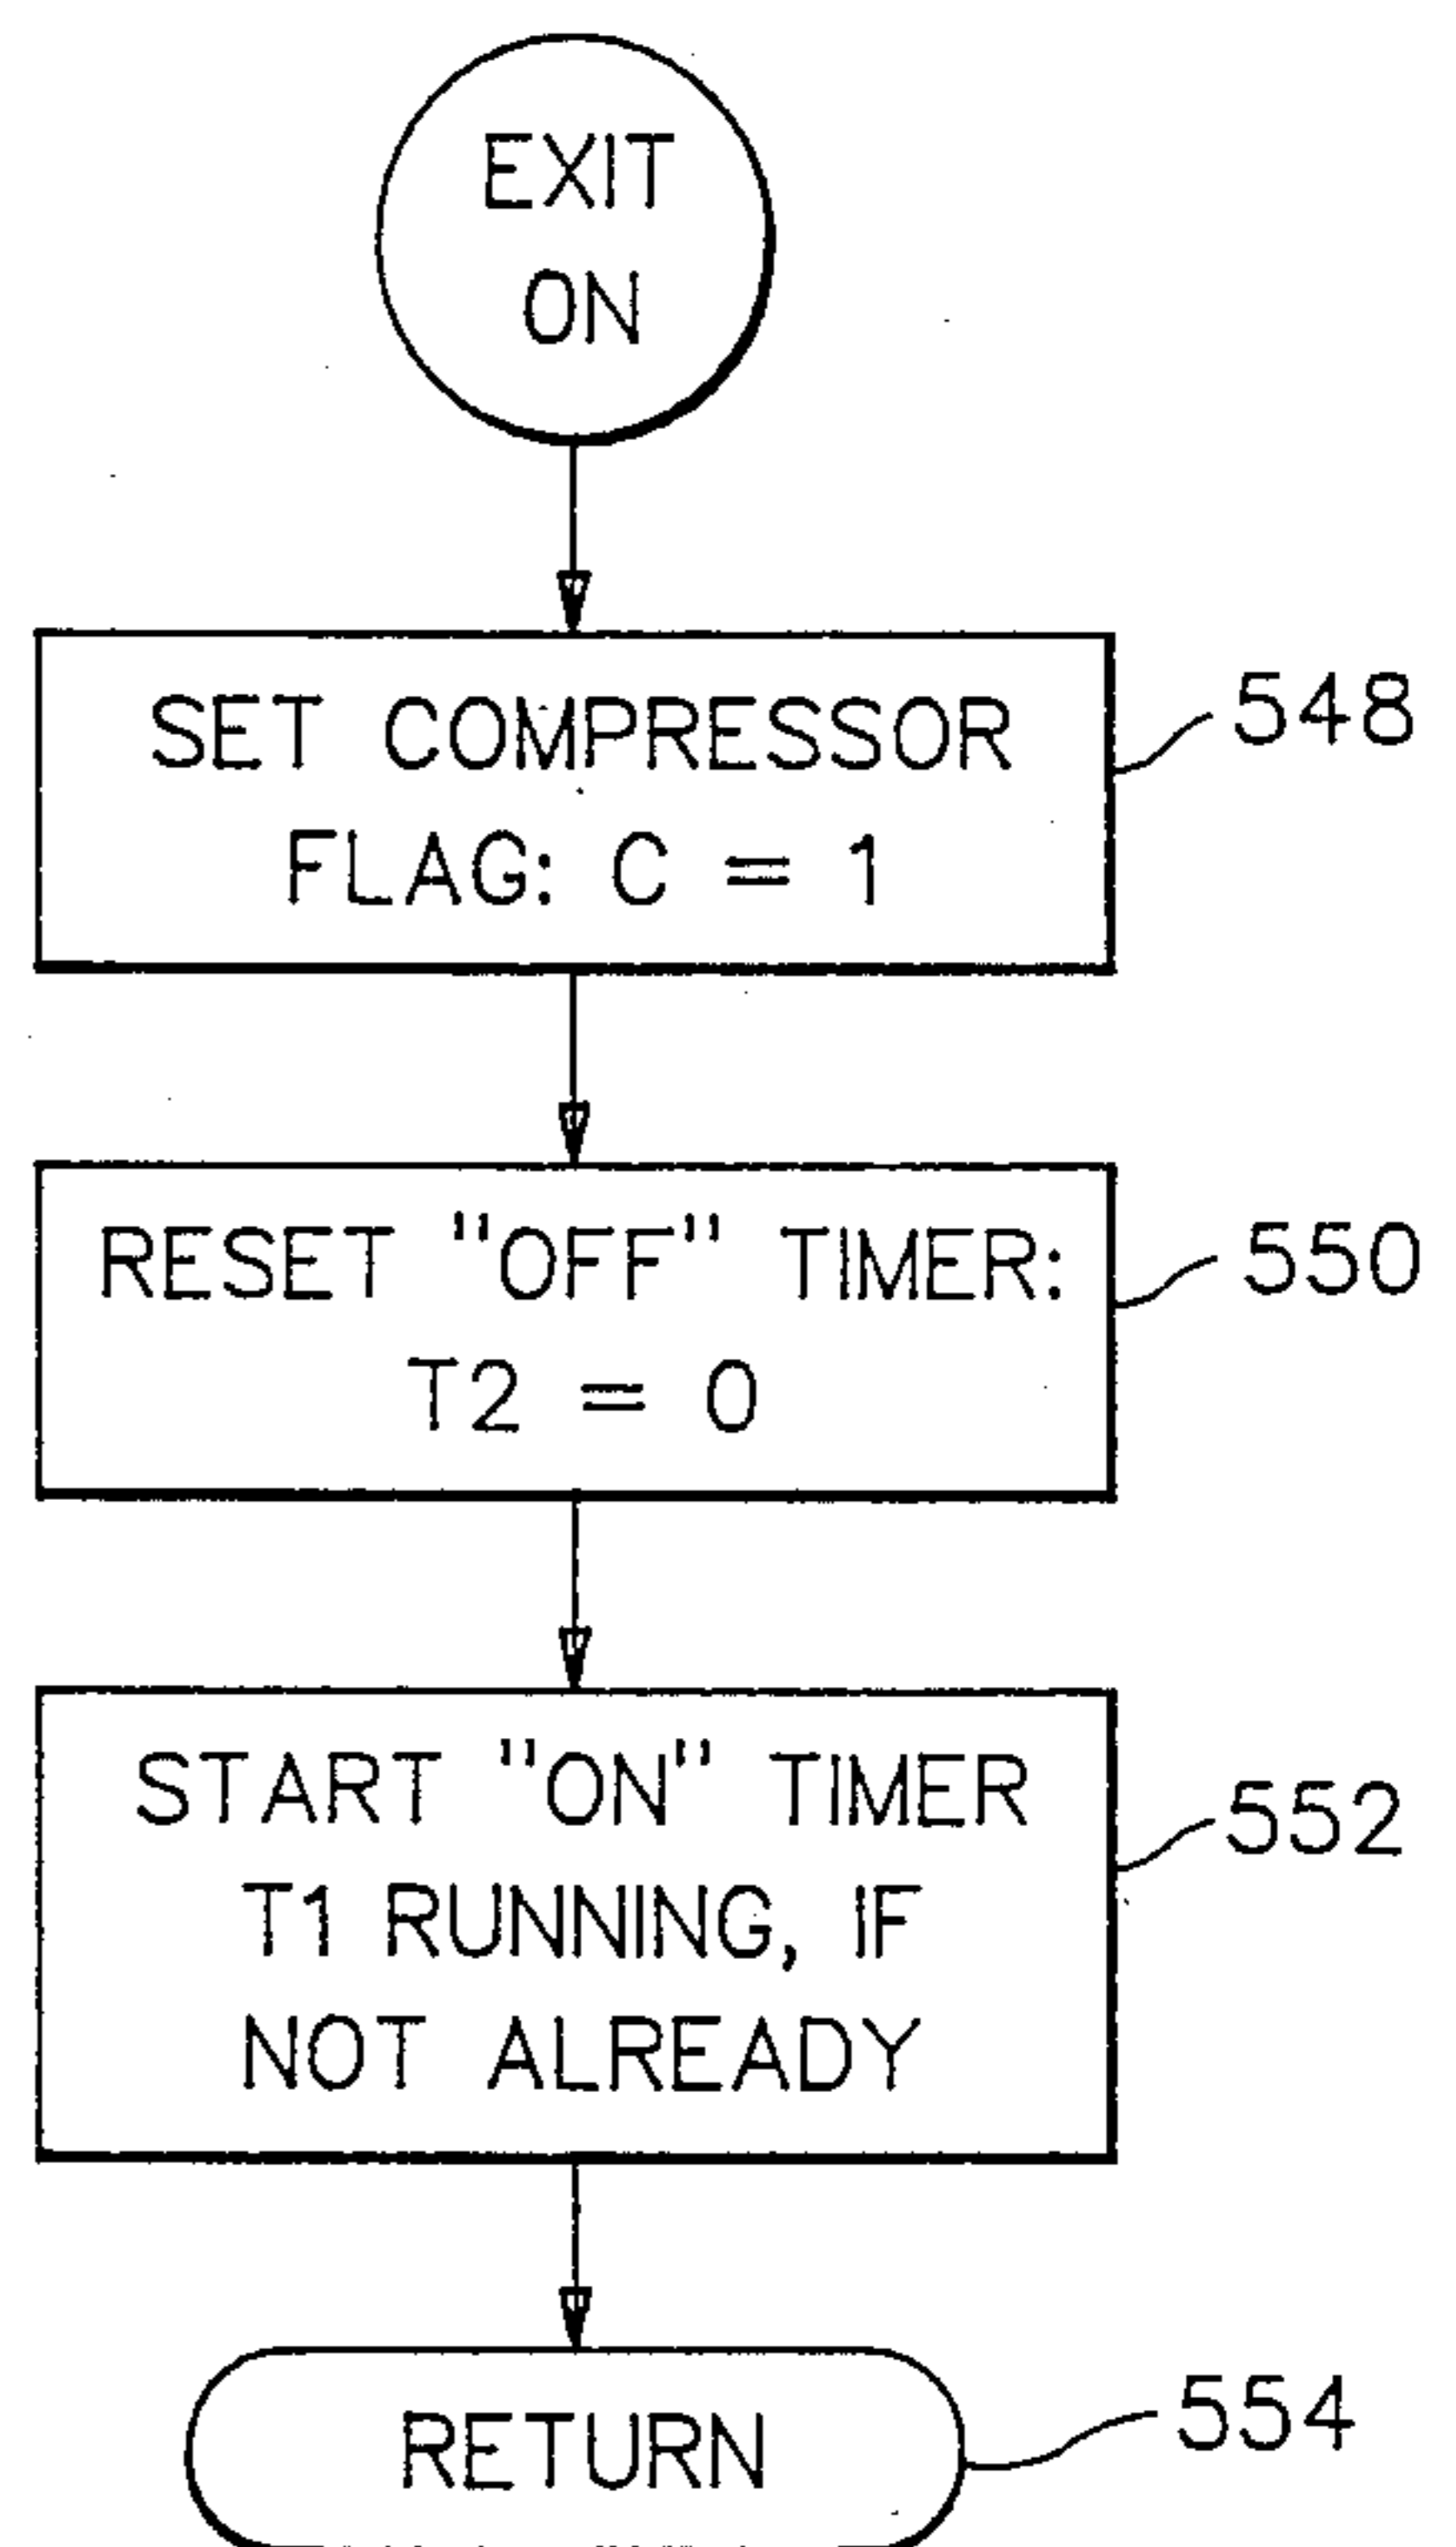 EXIT
ON
SET COMPRESSOR
FLAG: C = 1
548
RESET "OFF" TIMER:
T2 = 0
550
START "ON" TIMER
T1 RUNNING, IF
NOT ALREADY
552
RETURN
554